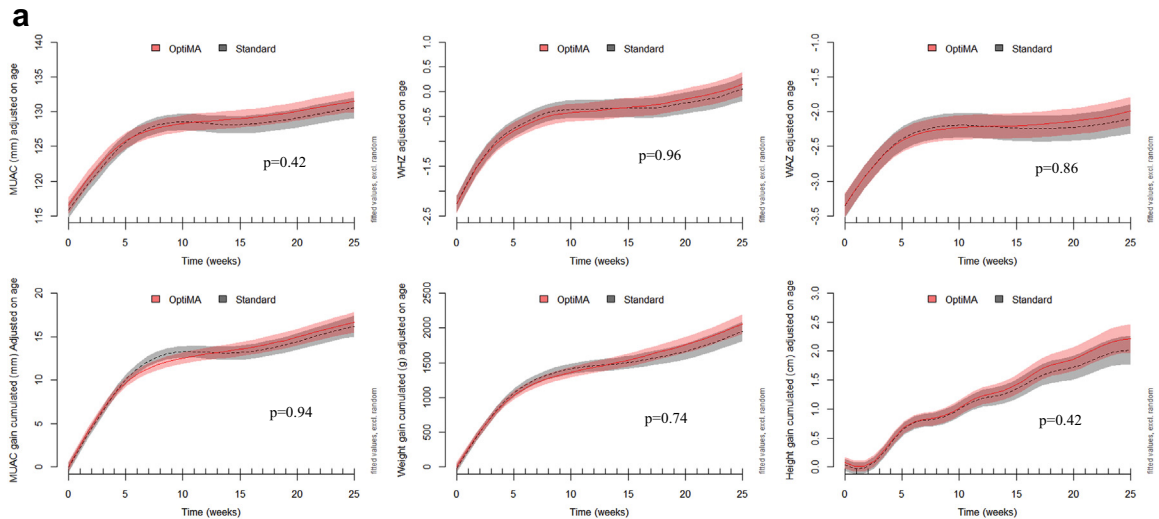 a
OptiMA Standard
MUAC (mm) adjusted on age
140
135
130
125
120
115
p=0.42
fitted values, excl. random
0 5 10 15 20 25
Time (weeks)
OptiMA Standard
WHZ adjusted on age
1.0
0.5
0.0
-0.5
-1.5
-2.5
p=0.96
fitted values, excl. random
0 5 10 15 20 25
Time (weeks)
OptiMA Standard
WAZ adjusted on age
-1.0
-1.5
-2.0
-2.5
-3.0
-3.5
p=0.86
fitted values, excl. random
0 5 10 15 20 25
Time (weeks)
OptiMA Standard
MUAC gain cumulated (mm) Adjusted on age
20
15
10
5
0
p=0.94
fitted values, excl. random
0 5 10 15 20 25
Time (weeks)
OptiMA Standard
Weight gain cumulated (g) adjusted on age
2500
2000
1500
1000
500
0
p=0.74
fitted values, excl. random
0 5 10 15 20 25
Time (weeks)
OptiMA Standard
Height gain cumulated (cm) adjusted on age
3.0
2.5
2.0
1.5
1.0
0.5
0.0
p=0.42
fitted values, excl. random
0 5 10 15 20 25
Time (weeks)